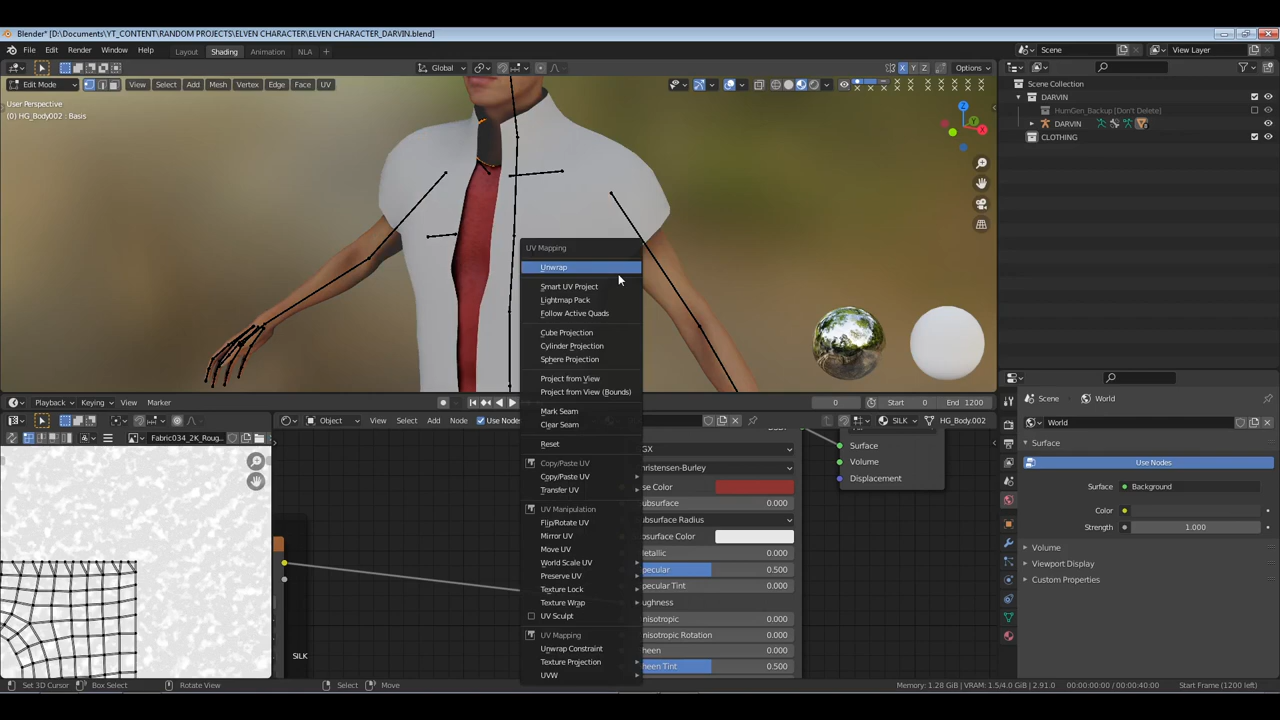 Blender* [D:\Documents\YT_CONTENT\RANDOM PROJECTS\ELVEN CHARACTER\ELVEN CHARACTER_DARVIN.blend]
File Edit Render Window Help Layout Shading Animation NLA Scene View Layer
Global Options
Edit Mode View Select Add Mesh Vertex Edge Face UV
User Perspective
(0) HG_Body002 : Basis
X Y Z
Scene Collection
DARVIN
HumGen_Backup [Don't Delete]
DARVIN
CLOTHING
UV Mapping
Unwrap
Smart UV Project
Lightmap Pack
Follow Active Quads
Cube Projection
Cylinder Projection
Sphere Projection
Project from View
Project from View (Bounds)
Mark Seam
Clear Seam
Reset
Copy/Paste UV
Copy/Paste UV
Transfer UV
UV Manipulation
Flip/Rotate UV
Mirror UV
Move UV
World Scale UV
Preserve UV
Texture Lock
Texture Wrap
UV Sculpt
UV Mapping
Unwrap Constraint
Texture Projection
UVW
Playback Keying View Marker 0 Start 0 End 1200
Object View Select Add Node Use Nodes SILK HG_Body.002
Fabric034_2K_Roug...
GX
hristensen-Burley
se Color
ubsurface 0.000
ubsurface Radius
ubsurface Color
etallic 0.000
pecular 0.500
pecular Tint 0.000
oughness
nisotropic 0.000
nisotropic Rotation 0.000
heen 0.000
heen Tint 0.500
Surface
Volume
Displacement
SILK
Scene World
World
Surface
Use Nodes
Surface Background
Color
Strength 1.000
Volume
Viewport Display
Custom Properties
Set 3D Cursor Box Select Rotate View Select Move Memory: 1.28 GiB | VRAM: 1.5/4.0 GiB | 2.91.0 00:00:00:00 / 00:00:40:00 Start Frame (1200 left)